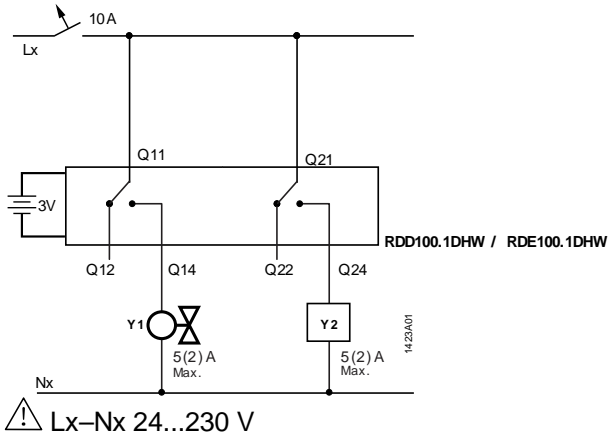 10A
Lx
Q11
Q21
3V
RDD100.1DHW / RDE100.1DHW
Q12
Q14
Q22
Q24
Y1
Y2
1423A01
5(2) A
Max.
5(2) A
Max.
Nx
Lx–Nx 24...230 V